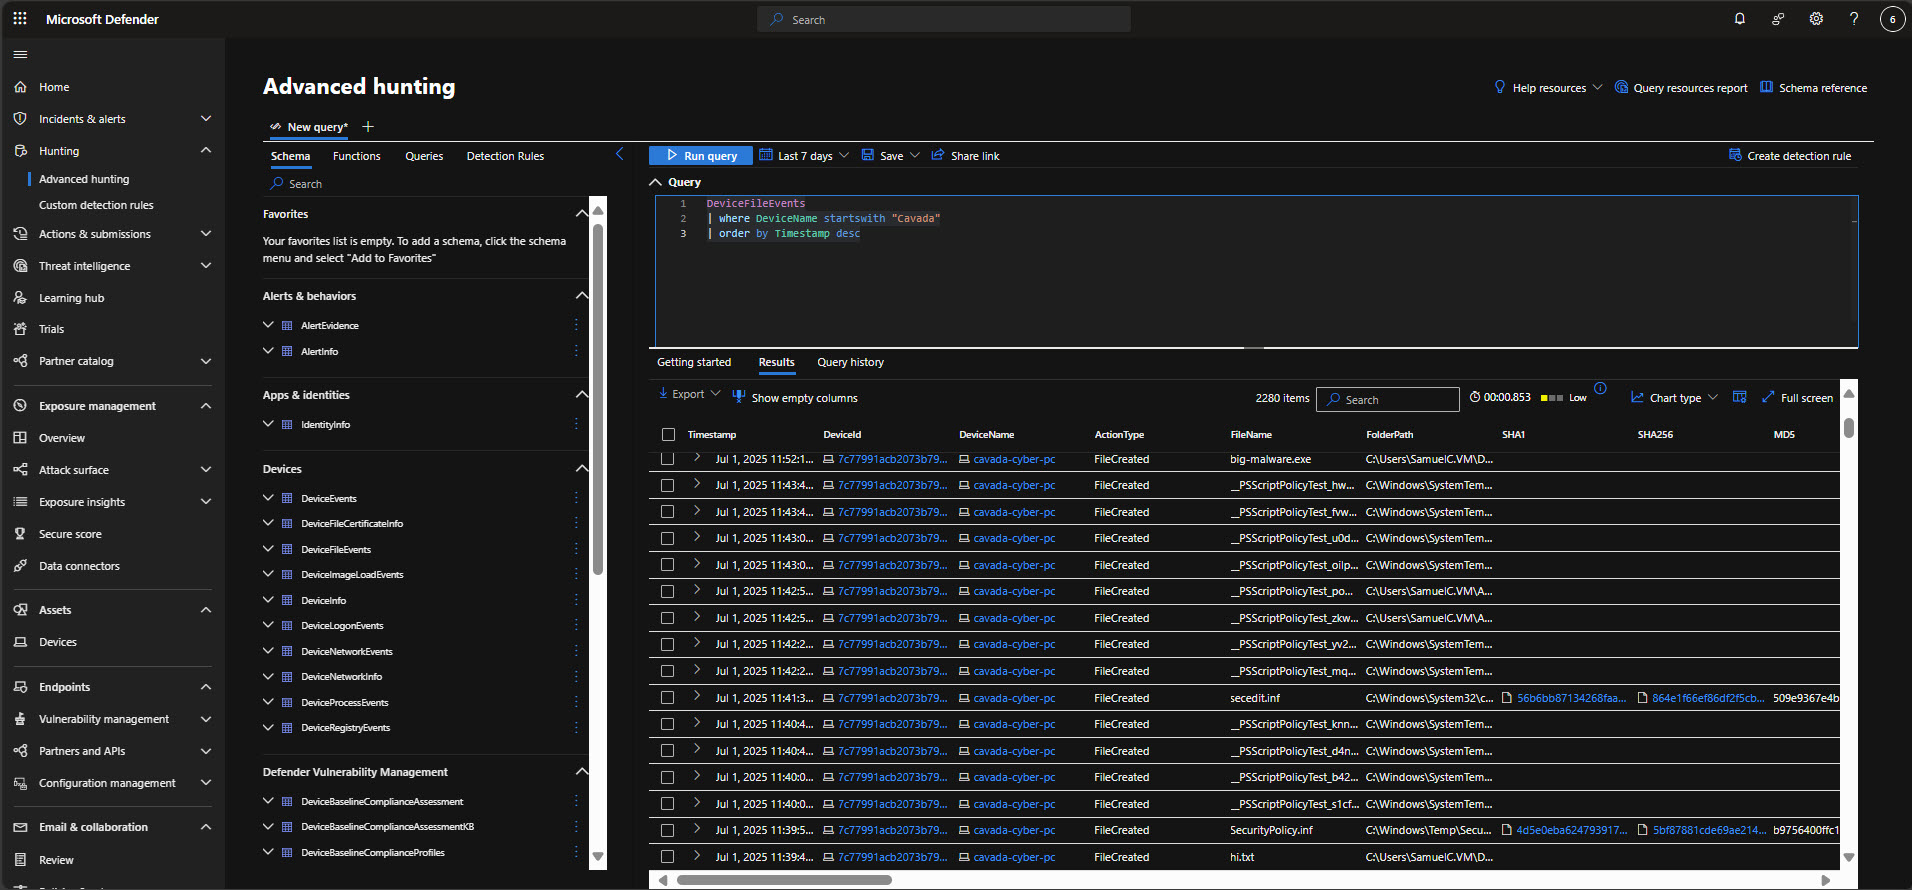 Microsoft Defender
Search
6
Home
Incidents & alerts
Hunting
Advanced hunting
Custom detection rules
Actions & submissions
Threat intelligence
Learning hub
Trials
Partner catalog
Exposure management
Overview
Attack surface
Exposure insights
Secure score
Data connectors
Assets
Devices
Endpoints
Vulnerability management
Partners and APIs
Configuration management
Email & collaboration
Review
Advanced hunting
Help resources
Query resources report
Schema reference
New query*
Schema Functions Queries Detection Rules
Search
Favorites
Your favorites list is empty. To add a schema, click the schema
menu and select "Add to Favorites"
Alerts & behaviors
AlertEvidence
AlertInfo
Apps & identities
IdentityInfo
Devices
DeviceEvents
DeviceFileCertificateInfo
DeviceFileEvents
DeviceImageLoadEvents
DeviceInfo
DeviceLogonEvents
DeviceNetworkEvents
DeviceNetworkInfo
DeviceProcessEvents
DeviceRegistryEvents
Defender Vulnerability Management
DeviceBaselineComplianceAssessment
DeviceBaselineComplianceAssessmentKB
DeviceBaselineComplianceProfiles
Run query Last 7 days Save Share link Create detection rule
Query
1 DeviceFileEvents
2 | where DeviceName startswith "Cavada"
3 | order by Timestamp desc
Getting started Results Query history
Export Show empty columns 2280 items Search 00:00.853 Low Chart type Full screen
Timestamp DeviceId DeviceName ActionType FileName FolderPath SHA1 SHA256 MD5
Jul 1, 2025 11:52:1... 7c77991acb2073b79... cavada-cyber-pc FileCreated big-malware.exe C:\Users\SamuelC.VM\D...
Jul 1, 2025 11:43:4... 7c77991acb2073b79... cavada-cyber-pc FileCreated __PSScriptPolicyTest_hw... C:\Windows\SystemTem...
Jul 1, 2025 11:43:4... 7c77991acb2073b79... cavada-cyber-pc FileCreated __PSScriptPolicyTest_fvw... C:\Windows\SystemTem...
Jul 1, 2025 11:43:0... 7c77991acb2073b79... cavada-cyber-pc FileCreated __PSScriptPolicyTest_u0d... C:\Windows\SystemTem...
Jul 1, 2025 11:43:0... 7c77991acb2073b79... cavada-cyber-pc FileCreated __PSScriptPolicyTest_oilp... C:\Windows\SystemTem...
Jul 1, 2025 11:42:5... 7c77991acb2073b79... cavada-cyber-pc FileCreated __PSScriptPolicyTest_po... C:\Users\SamuelC.VM\A...
Jul 1, 2025 11:42:5... 7c77991acb2073b79... cavada-cyber-pc FileCreated __PSScriptPolicyTest_zkw... C:\Users\SamuelC.VM\A...
Jul 1, 2025 11:42:2... 7c77991acb2073b79... cavada-cyber-pc FileCreated __PSScriptPolicyTest_yv2... C:\Windows\SystemTem...
Jul 1, 2025 11:42:2... 7c77991acb2073b79... cavada-cyber-pc FileCreated __PSScriptPolicyTest_mq... C:\Windows\SystemTem...
Jul 1, 2025 11:41:3... 7c77991acb2073b79... cavada-cyber-pc FileCreated secedit.inf C:\Windows\System32\c... 56b6bb87134268faa... 864e1f66ef86df2f5cb... 509e9367e4b
Jul 1, 2025 11:40:4... 7c77991acb2073b79... cavada-cyber-pc FileCreated __PSScriptPolicyTest_knn... C:\Windows\SystemTem...
Jul 1, 2025 11:40:4... 7c77991acb2073b79... cavada-cyber-pc FileCreated __PSScriptPolicyTest_d4n... C:\Windows\SystemTem...
Jul 1, 2025 11:40:0... 7c77991acb2073b79... cavada-cyber-pc FileCreated __PSScriptPolicyTest_b42... C:\Windows\SystemTem...
Jul 1, 2025 11:40:0... 7c77991acb2073b79... cavada-cyber-pc FileCreated __PSScriptPolicyTest_s1cf... C:\Windows\SystemTem...
Jul 1, 2025 11:39:5... 7c77991acb2073b79... cavada-cyber-pc FileCreated SecurityPolicy.inf C:\Windows\Temp\Secu... 4d5e0eba624793917... 5bf87881cde69ae214... b9756400ffc1
Jul 1, 2025 11:39:4... 7c77991acb2073b79... cavada-cyber-pc FileCreated hi.txt C:\Users\SamuelC.VM\D...